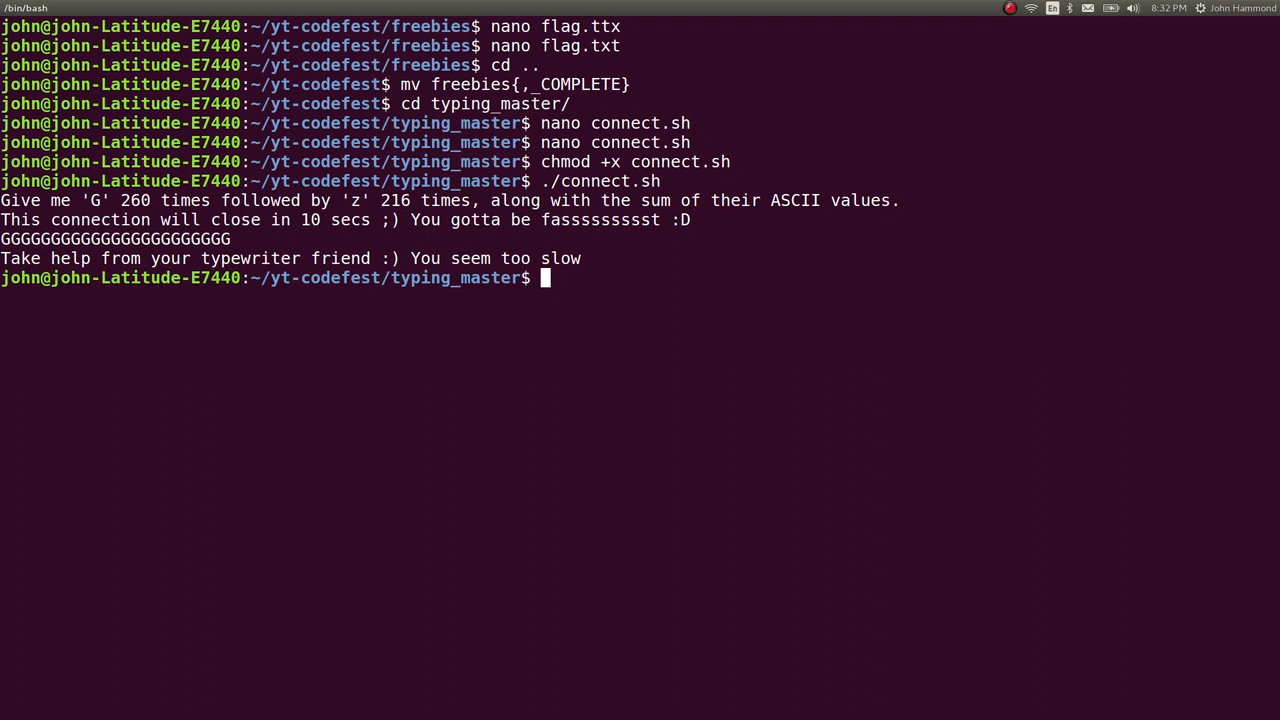 /bin/bash
En
8:32 PM
John Hammond
john@john-Latitude-E7440:~/yt-codefest/freebies$ nano flag.ttx
john@john-Latitude-E7440:~/yt-codefest/freebies$ nano flag.txt
john@john-Latitude-E7440:~/yt-codefest/freebies$ cd ..
john@john-Latitude-E7440:~/yt-codefest$ mv freebies{,_COMPLETE}
john@john-Latitude-E7440:~/yt-codefest$ cd typing_master/
john@john-Latitude-E7440:~/yt-codefest/typing_master$ nano connect.sh
john@john-Latitude-E7440:~/yt-codefest/typing_master$ nano connect.sh
john@john-Latitude-E7440:~/yt-codefest/typing_master$ chmod +x connect.sh
john@john-Latitude-E7440:~/yt-codefest/typing_master$ ./connect.sh
Give me 'G' 260 times followed by 'z' 216 times, along with the sum of their ASCII values.
This connection will close in 10 secs ;) You gotta be fassssssssst :D
GGGGGGGGGGGGGGGGGGGGGGG
Take help from your typewriter friend :) You seem too slow
john@john-Latitude-E7440:~/yt-codefest/typing_master$